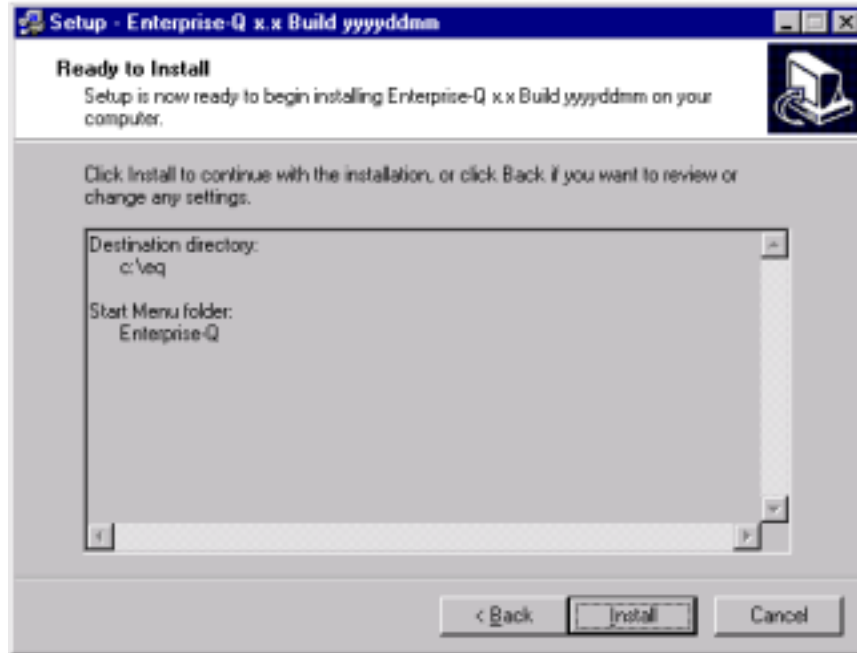 Setup - Enterprise-Q x.x Build yyyyddmm
Ready to Install
Setup is now ready to begin installing Enterprise-Q x.x Build yyyyddmm on your
computer.
Click Install to continue with the installation, or click Back if you want to review or
change any settings.
Destination directory:
c:\eq
Start Menu folder:
Enterprise-Q
< Back
Install
Cancel